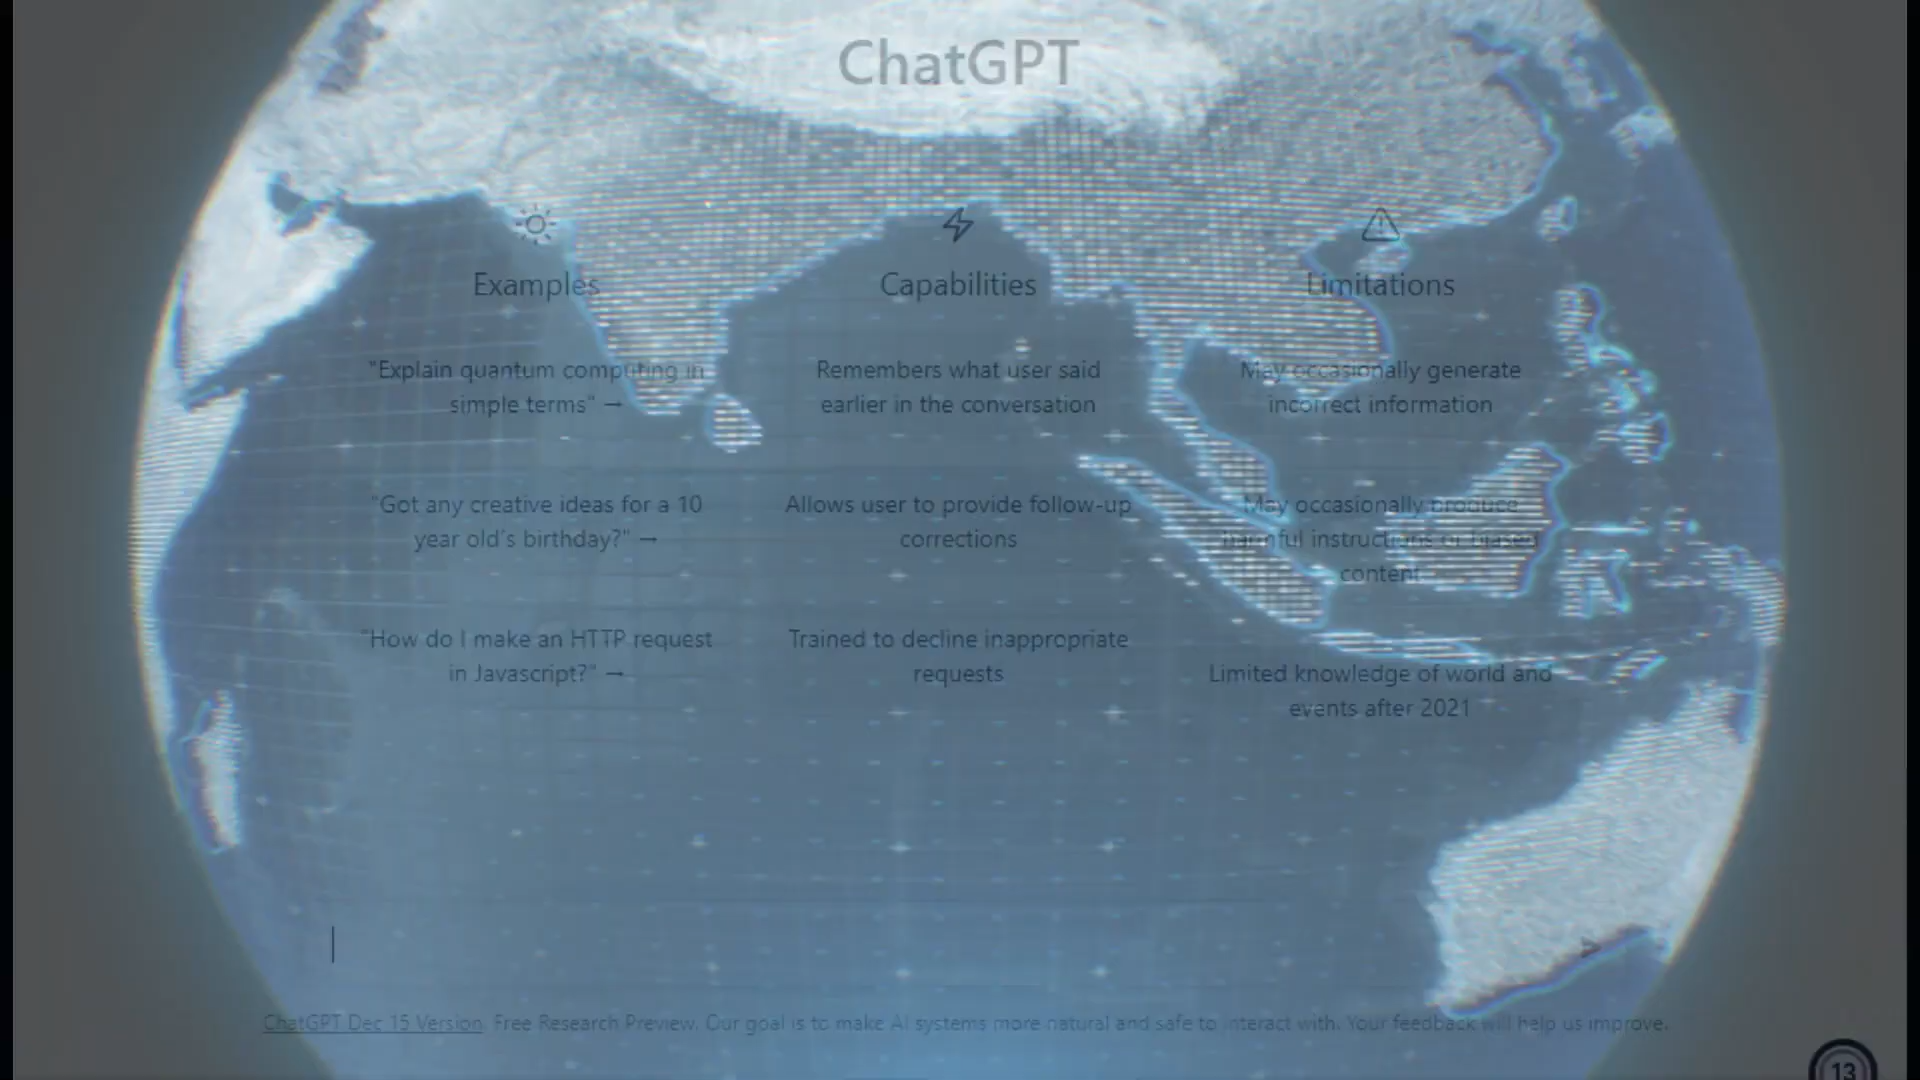 ChatGPT
Examples
Capabilities
Limitations
"Explain quantum computing in
simple terms" →
Remembers what user said
earlier in the conversation
May occasionally generate
incorrect information
"Got any creative ideas for a 10
year old's birthday?" →
Allows user to provide follow-up
corrections
May occasionally produce
harmful instructions or biased
content
"How do I make an HTTP request
in Javascript?" →
Trained to decline inappropriate
requests
Limited knowledge of world and
events after 2021
ChatGPT Dec 15 Version. Free Research Preview. Our goal is to make AI systems more natural and safe to interact with. Your feedback will help us improve.
13